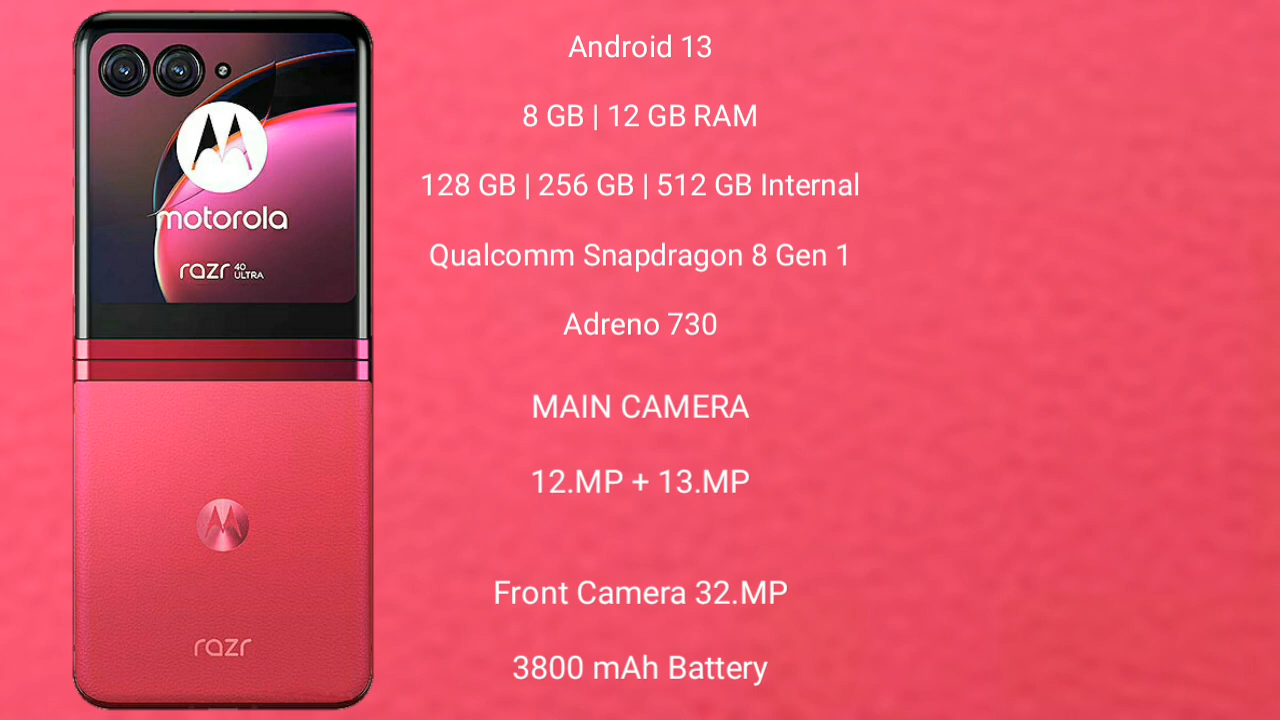 motorola
razr 40 ULTRA
razr
Android 13
8 GB | 12 GB RAM
128 GB | 256 GB | 512 GB Internal
Qualcomm Snapdragon 8 Gen 1
Adreno 730
MAIN CAMERA
12.MP + 13.MP
Front Camera 32.MP
3800 mAh Battery